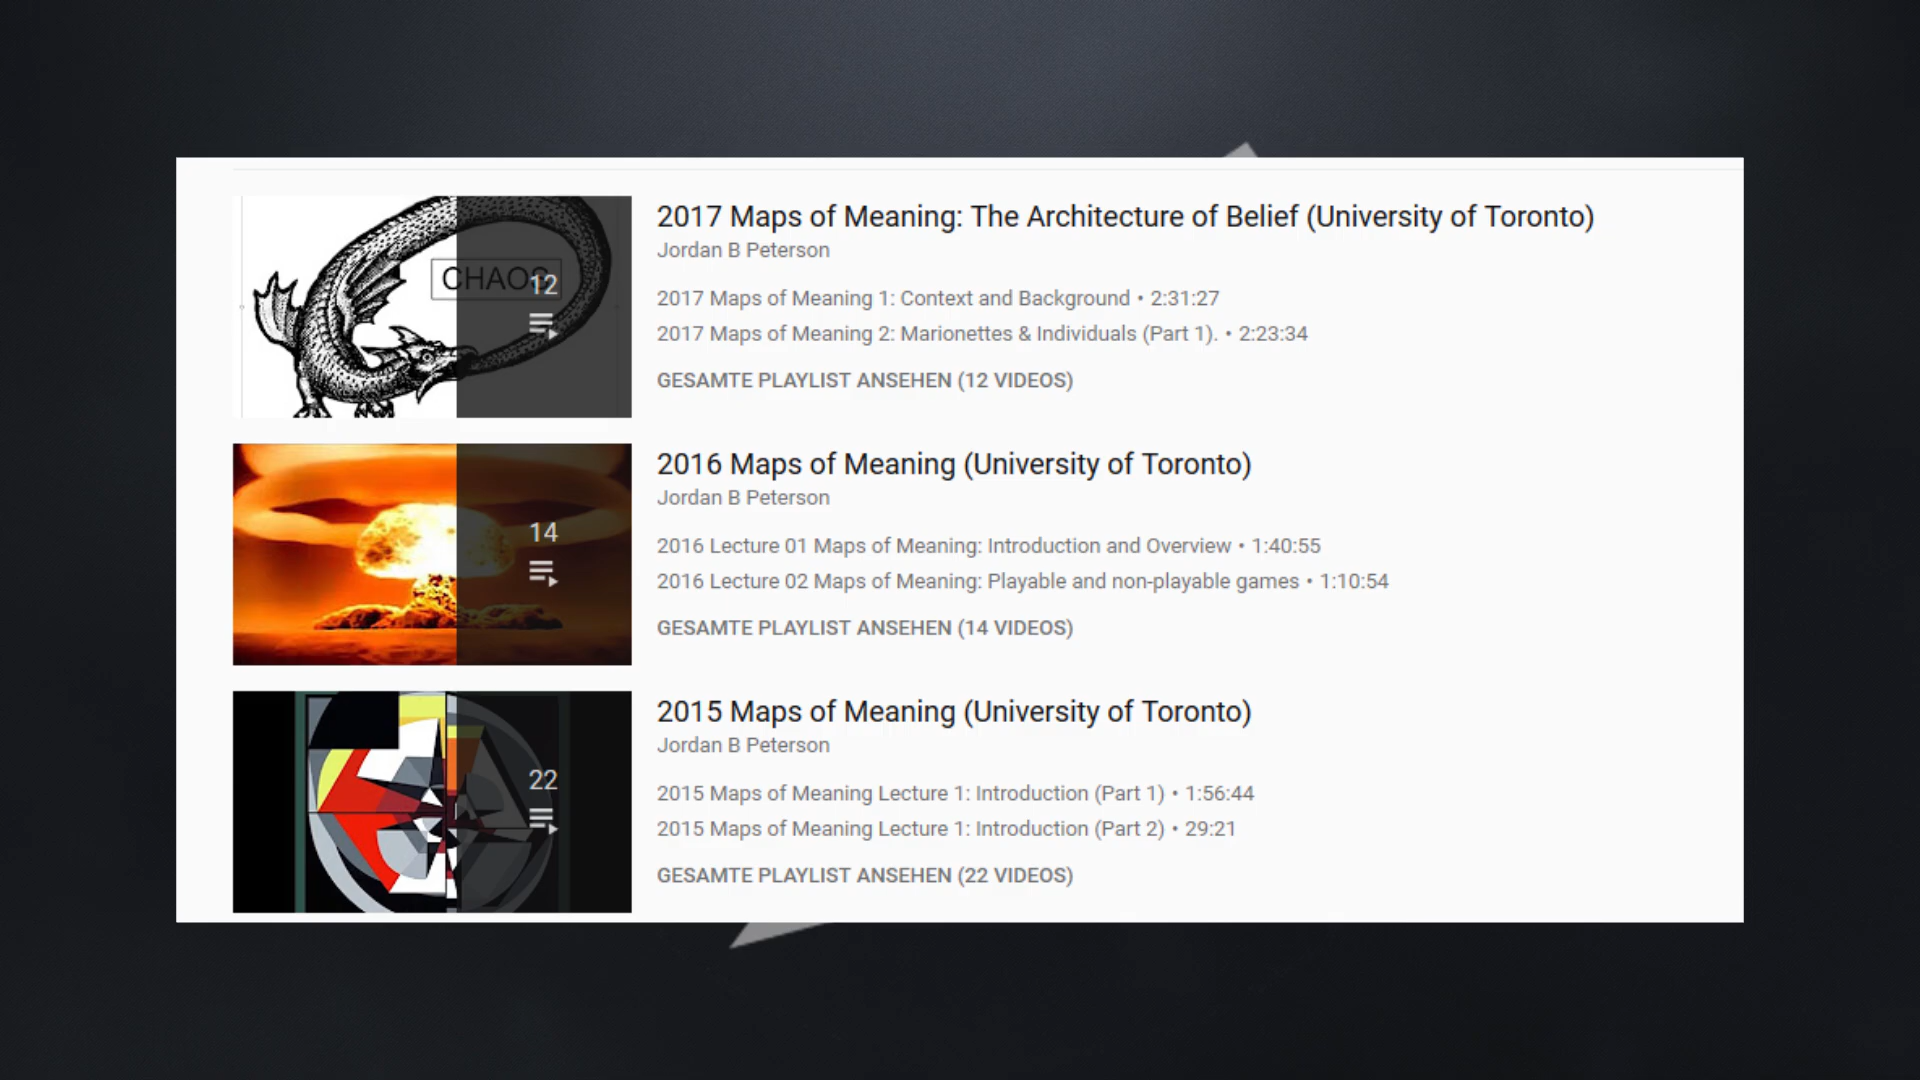 CHAOS
12
2017 Maps of Meaning: The Architecture of Belief (University of Toronto)
Jordan B Peterson
2017 Maps of Meaning 1: Context and Background • 2:31:27
2017 Maps of Meaning 2: Marionettes & Individuals (Part 1). • 2:23:34
GESAMTE PLAYLIST ANSEHEN (12 VIDEOS)
14
2016 Maps of Meaning (University of Toronto)
Jordan B Peterson
2016 Lecture 01 Maps of Meaning: Introduction and Overview • 1:40:55
2016 Lecture 02 Maps of Meaning: Playable and non-playable games • 1:10:54
GESAMTE PLAYLIST ANSEHEN (14 VIDEOS)
22
2015 Maps of Meaning (University of Toronto)
Jordan B Peterson
2015 Maps of Meaning Lecture 1: Introduction (Part 1) • 1:56:44
2015 Maps of Meaning Lecture 1: Introduction (Part 2) • 29:21
GESAMTE PLAYLIST ANSEHEN (22 VIDEOS)